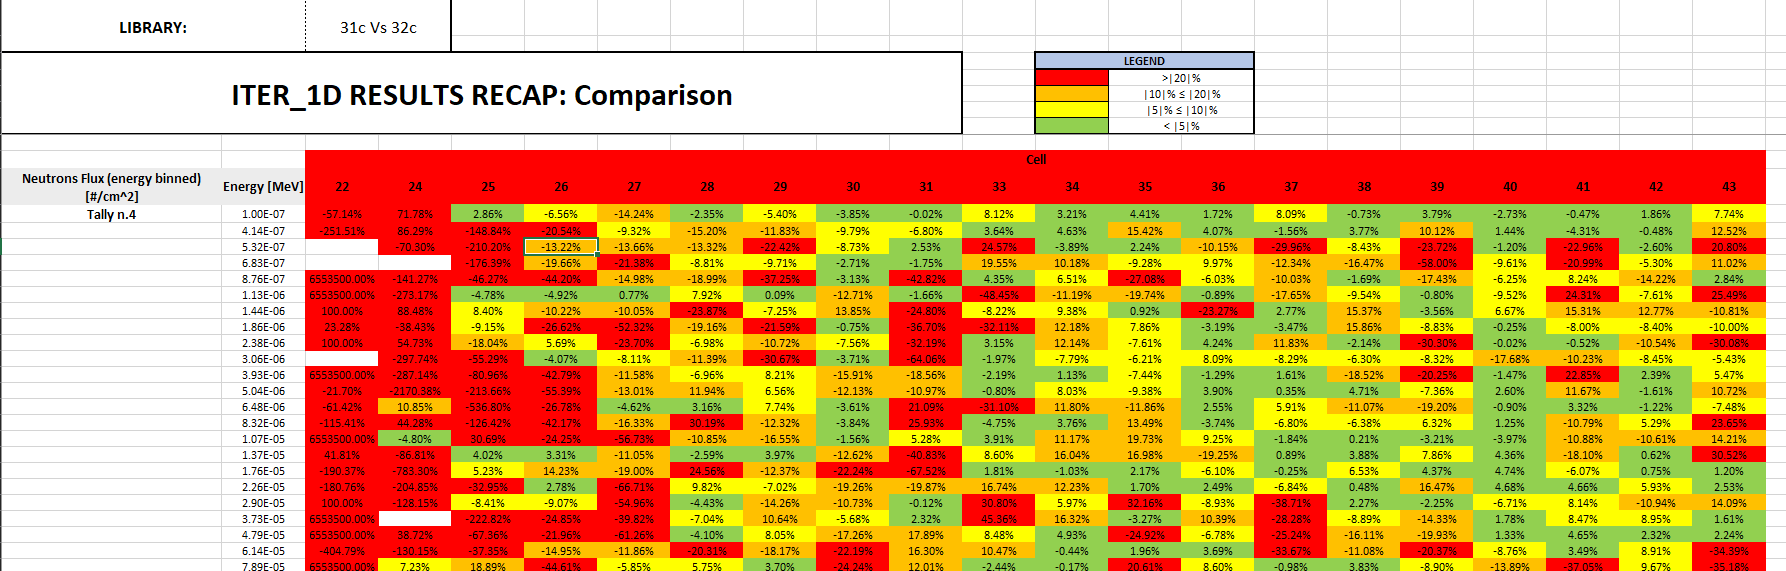 LIBRARY: 31c Vs 32c
LEGEND
>|20|%
ITER_1D RESULTS RECAP: Comparison |10|% ≤ |20|%
|5|% ≤ |10|%
< |5|%
Cell
Neutrons Flux (energy binned) [#/cm^2] Energy [MeV] 22 24 25 26 27 28 29 30 31 33 34 35 36 37 38 39 40 41 42 43
Tally n.4 1.00E-07 -57.14% 71.78% 2.86% -6.56% -14.24% -2.35% -5.40% -3.85% -0.02% 8.12% 3.21% 4.41% 1.72% 8.09% -0.73% 3.79% -2.73% -0.47% 1.86% 7.74%
4.14E-07 -251.51% 86.29% -148.84% -20.54% -9.32% -15.20% -11.83% -9.79% -6.80% 3.64% 4.63% 15.42% 4.07% -1.56% 3.77% 10.12% 1.44% -4.31% -0.48% 12.52%
5.32E-07 -70.30% -210.20% -13.22% -13.66% -13.32% -22.42% -8.73% 2.53% 24.57% -3.89% 2.24% -10.15% -29.96% -8.43% -23.72% -1.20% -22.96% -2.60% 20.80%
6.83E-07 -176.39% -19.66% -21.38% -8.81% -9.71% -2.71% -1.75% 19.55% 10.18% -9.28% 9.97% -12.34% -16.47% -58.00% -9.61% -20.99% -5.30% 11.02%
8.76E-07 6553500.00% -141.27% -46.27% -44.20% -14.98% -18.99% -37.25% -3.13% -42.82% 4.35% 6.51% -27.08% -6.03% -10.03% -1.69% -17.43% -6.25% 8.24% -14.22% 2.84%
1.13E-06 6553500.00% -273.17% -4.78% -4.92% 0.77% 7.92% 0.09% -12.71% -1.66% -48.45% -11.19% -19.74% -0.89% -17.65% -9.54% -0.80% -9.52% 24.31% -7.61% 25.49%
1.44E-06 100.00% 88.48% 8.40% -10.22% -10.05% -23.87% -7.25% 13.85% -24.80% -8.22% 9.38% 0.92% -23.27% 2.77% 15.37% -3.56% 6.67% 15.31% 12.77% -10.81%
1.86E-06 23.28% -38.43% -9.15% -26.62% -52.32% -19.16% -21.59% -0.75% -36.70% -32.11% 12.18% 7.86% -3.19% -3.47% 15.86% -8.83% -0.25% -8.00% -8.40% -10.00%
2.38E-06 100.00% 54.73% -18.04% 5.69% -23.70% -6.98% -10.72% -7.56% -32.19% 3.15% 12.14% -7.61% 4.24% 11.83% -2.14% -30.30% -0.02% -0.52% -10.54% -30.08%
3.06E-06 -297.74% -55.29% -4.07% -8.11% -11.39% -30.67% -3.71% -64.06% -1.97% -7.79% -6.21% 8.09% -8.29% -6.30% -8.32% -17.68% -10.23% -8.45% -5.43%
3.93E-06 6553500.00% -287.14% -80.96% -42.79% -11.58% -6.96% 8.21% -15.91% -18.56% -2.19% 1.13% -7.44% -1.29% 1.61% -18.52% -20.25% -1.47% 22.85% 2.39% 5.47%
5.04E-06 -21.70% -2170.38% -213.66% -55.39% -13.01% 11.94% 6.56% -12.13% -10.97% -0.80% 8.03% -9.38% 3.90% 0.35% 4.71% -7.36% 2.60% 11.67% -1.61% 10.72%
6.48E-06 -61.42% 10.85% -536.80% -26.78% -4.62% 3.16% 7.74% -3.61% 21.09% -31.10% 11.80% -11.86% 2.55% 5.91% -11.07% -19.20% -0.90% 3.32% -1.22% -7.48%
8.32E-06 -115.41% 44.28% -126.42% -42.17% -16.33% 30.19% -12.32% -3.84% 25.93% -4.75% 3.76% 13.49% -3.74% -6.80% -6.38% 6.32% 1.25% -10.79% 5.29% 23.65%
1.07E-05 6553500.00% -4.80% 30.69% -24.25% -56.73% -10.85% -16.55% -1.56% 5.28% 3.91% 11.17% 19.73% 9.25% -1.84% 0.21% -3.21% -3.97% -10.88% -10.61% 14.21%
1.37E-05 41.81% -86.81% 4.02% 3.31% -11.05% -2.59% 3.97% -12.62% -40.83% 8.60% 16.04% 16.98% -19.25% 0.89% 3.88% 7.86% 4.36% -18.10% 0.62% 30.52%
1.76E-05 -190.37% -783.30% 5.23% 14.23% -19.00% 24.56% -12.37% -22.24% -67.52% 1.81% -1.03% 2.17% -6.10% -0.25% 6.53% 4.37% 4.74% -6.07% 0.75% 1.20%
2.26E-05 -180.76% -204.85% -32.95% 2.78% -66.71% 9.82% -7.02% -19.26% -19.87% 16.74% 12.23% 1.70% 2.49% -6.84% 0.48% 16.47% 4.68% 4.66% 5.93% 2.53%
2.90E-05 100.00% -128.15% -8.41% -9.07% -54.96% -4.43% -14.26% -10.73% -0.12% 30.80% 5.97% 32.16% -8.93% -38.71% 2.27% -2.25% -6.71% 8.14% -10.94% 14.09%
3.73E-05 6553500.00% -222.82% -24.85% -39.82% -7.04% 10.64% -5.68% 2.32% 45.36% 16.32% -3.27% 10.39% -28.28% -8.89% -14.33% 1.78% 8.47% 8.95% 1.61%
4.79E-05 6553500.00% 38.72% -67.36% -21.96% -61.26% -4.10% 8.05% -17.26% 17.89% 8.48% 4.93% -24.92% -6.78% -25.24% -16.11% -19.93% 1.33% 4.65% 2.32% 2.24%
6.14E-05 -404.79% -130.15% -37.35% -14.95% -11.86% -20.31% -18.17% -22.19% 16.30% 10.47% -0.44% 1.96% 3.69% -33.67% -11.08% -20.37% -8.76% 3.49% 8.91% -34.39%
7.89E-05 6553500.00% 7.23% 18.89% -44.61% -5.85% 5.75% 3.70% -24.24% 12.01% -2.44% -0.17% 20.61% 8.60% -0.98% 3.83% -8.90% -13.89% -37.05% 9.67% -35.18%